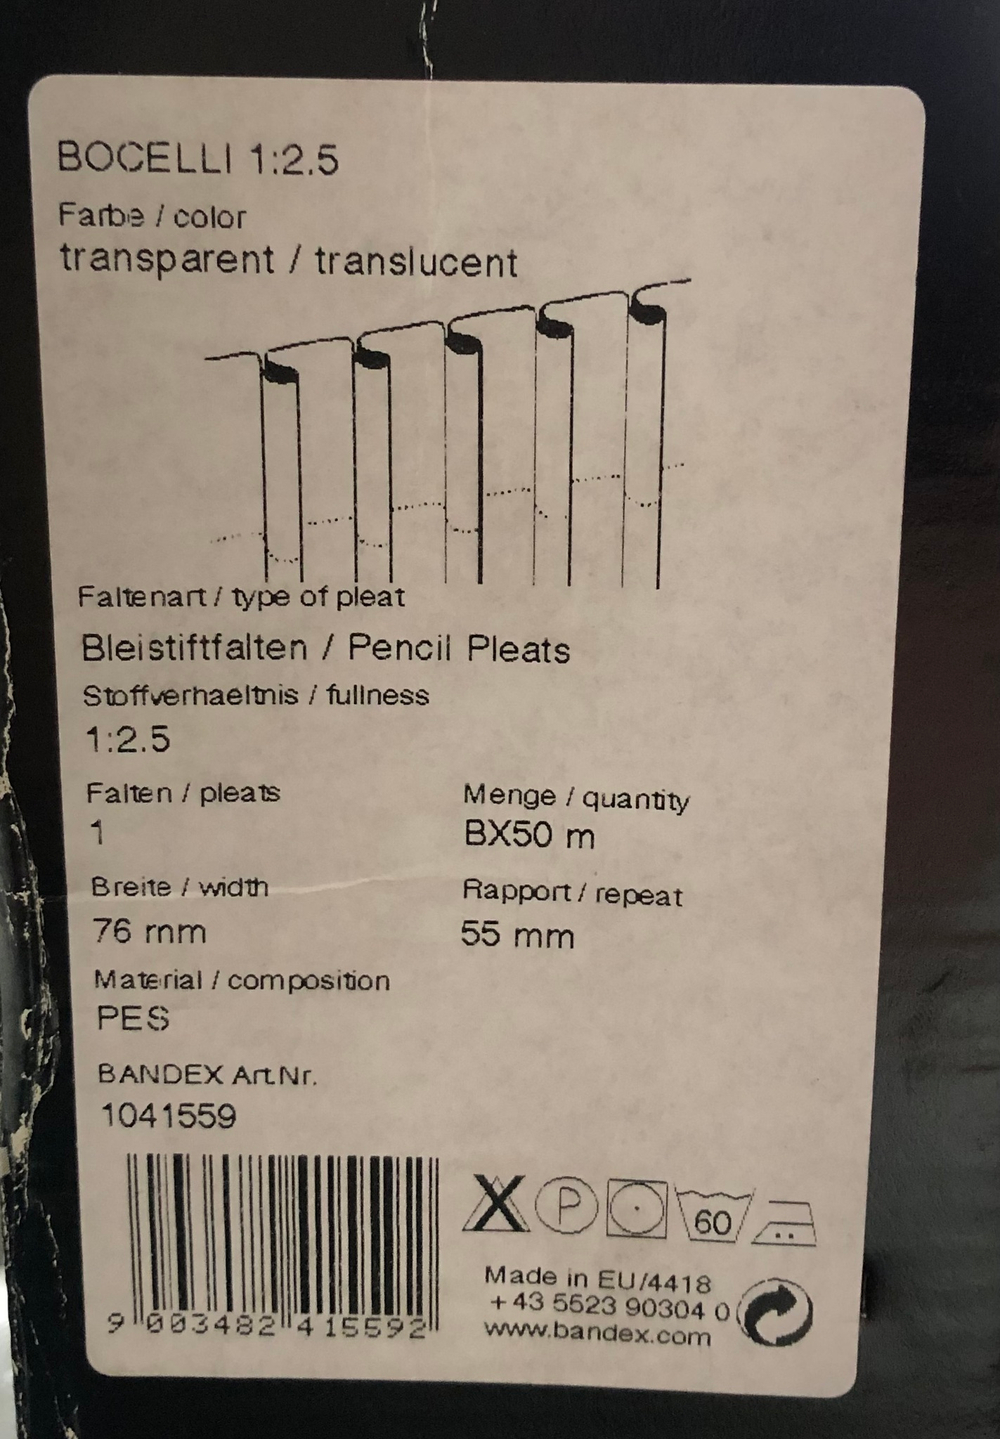 BOCELLI 1:2.5
Farbe / color
transparent / translucent
Faltenart / type of pleat
Bleistiftfalten / Pencil Pleats
Stoffverhaeltnis / fullness
1:2.5
Falten / pleats
1
Menge / quantity
BX50 m
Breite / width
76 mm
Rapport / repeat
55 mm
Material / composition
PES
BANDEX Art.Nr.
1041559
9 003482 415592
P
60
Made in EU/4418
+43 5523 90304 0
www.bandex.com